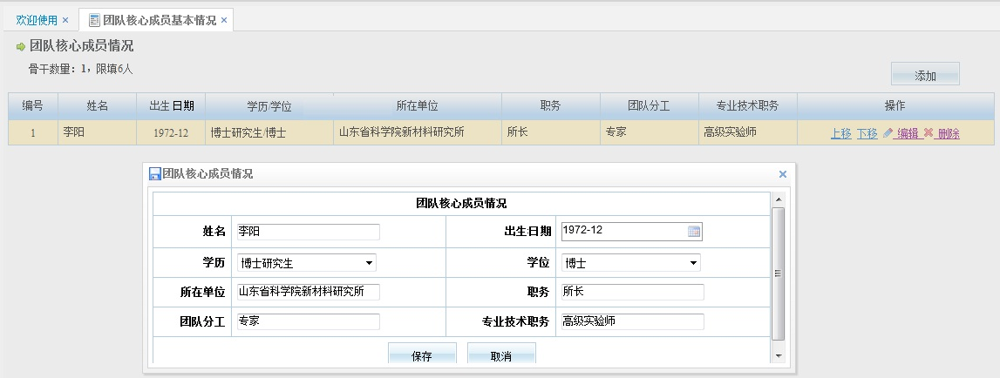 欢迎使用 × 团队核心成员基本情况 ×
团队核心成员情况
骨干数量：1，限填6人
添加
编号 姓名 出生日期 学历/学位 所在单位 职务 团队分工 专业技术职务 操作
1 李阳 1972-12 博士研究生/博士 山东省科学院新材料研究所 所长 专家 高级实验师 上移 下移 编辑 删除
团队核心成员情况
团队核心成员情况
姓名 李阳 出生日期 1972-12
学历 博士研究生 学位 博士
所在单位 山东省科学院新材料研究所 职务 所长
团队分工 专家 专业技术职务 高级实验师
保存 取消